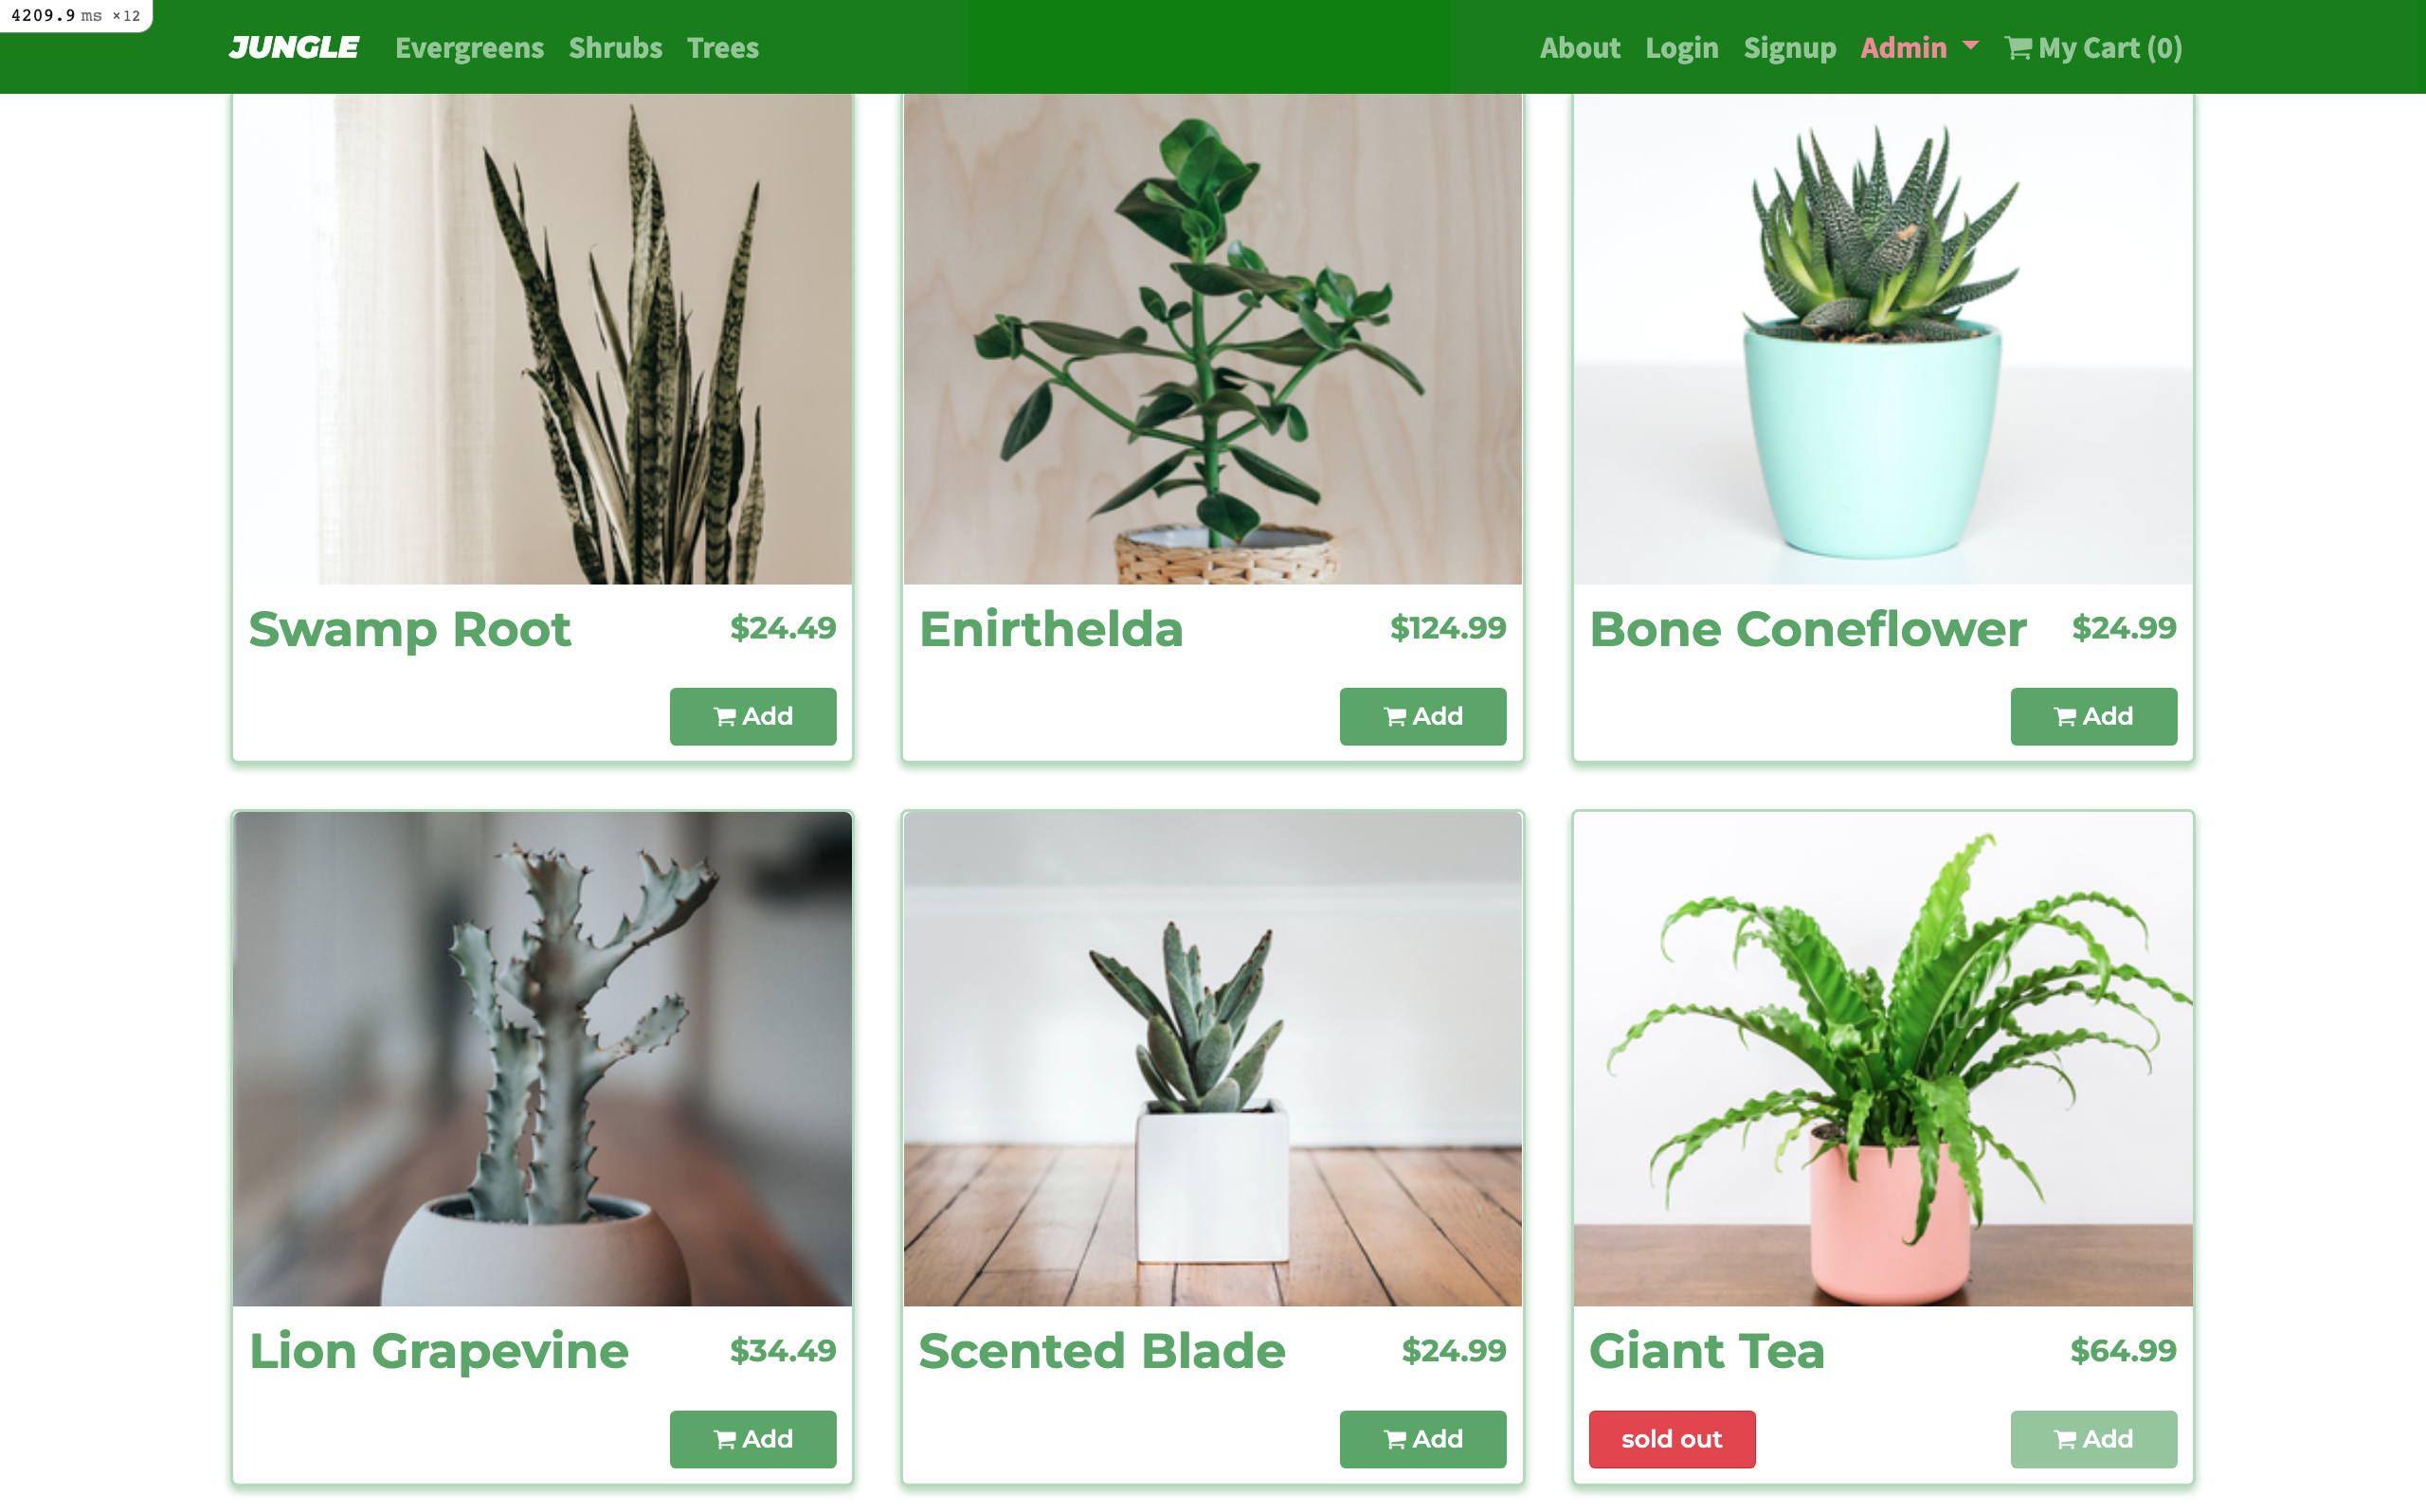 4209.9 ms ×12
JUNGLE Evergreens Shrubs Trees About Login Signup Admin My Cart (0)
Swamp Root $24.49
Add
Enirthelda $124.99
Add
Bone Coneflower $24.99
Add
Lion Grapevine $34.49
Add
Scented Blade $24.99
Add
Giant Tea $64.99
sold out Add